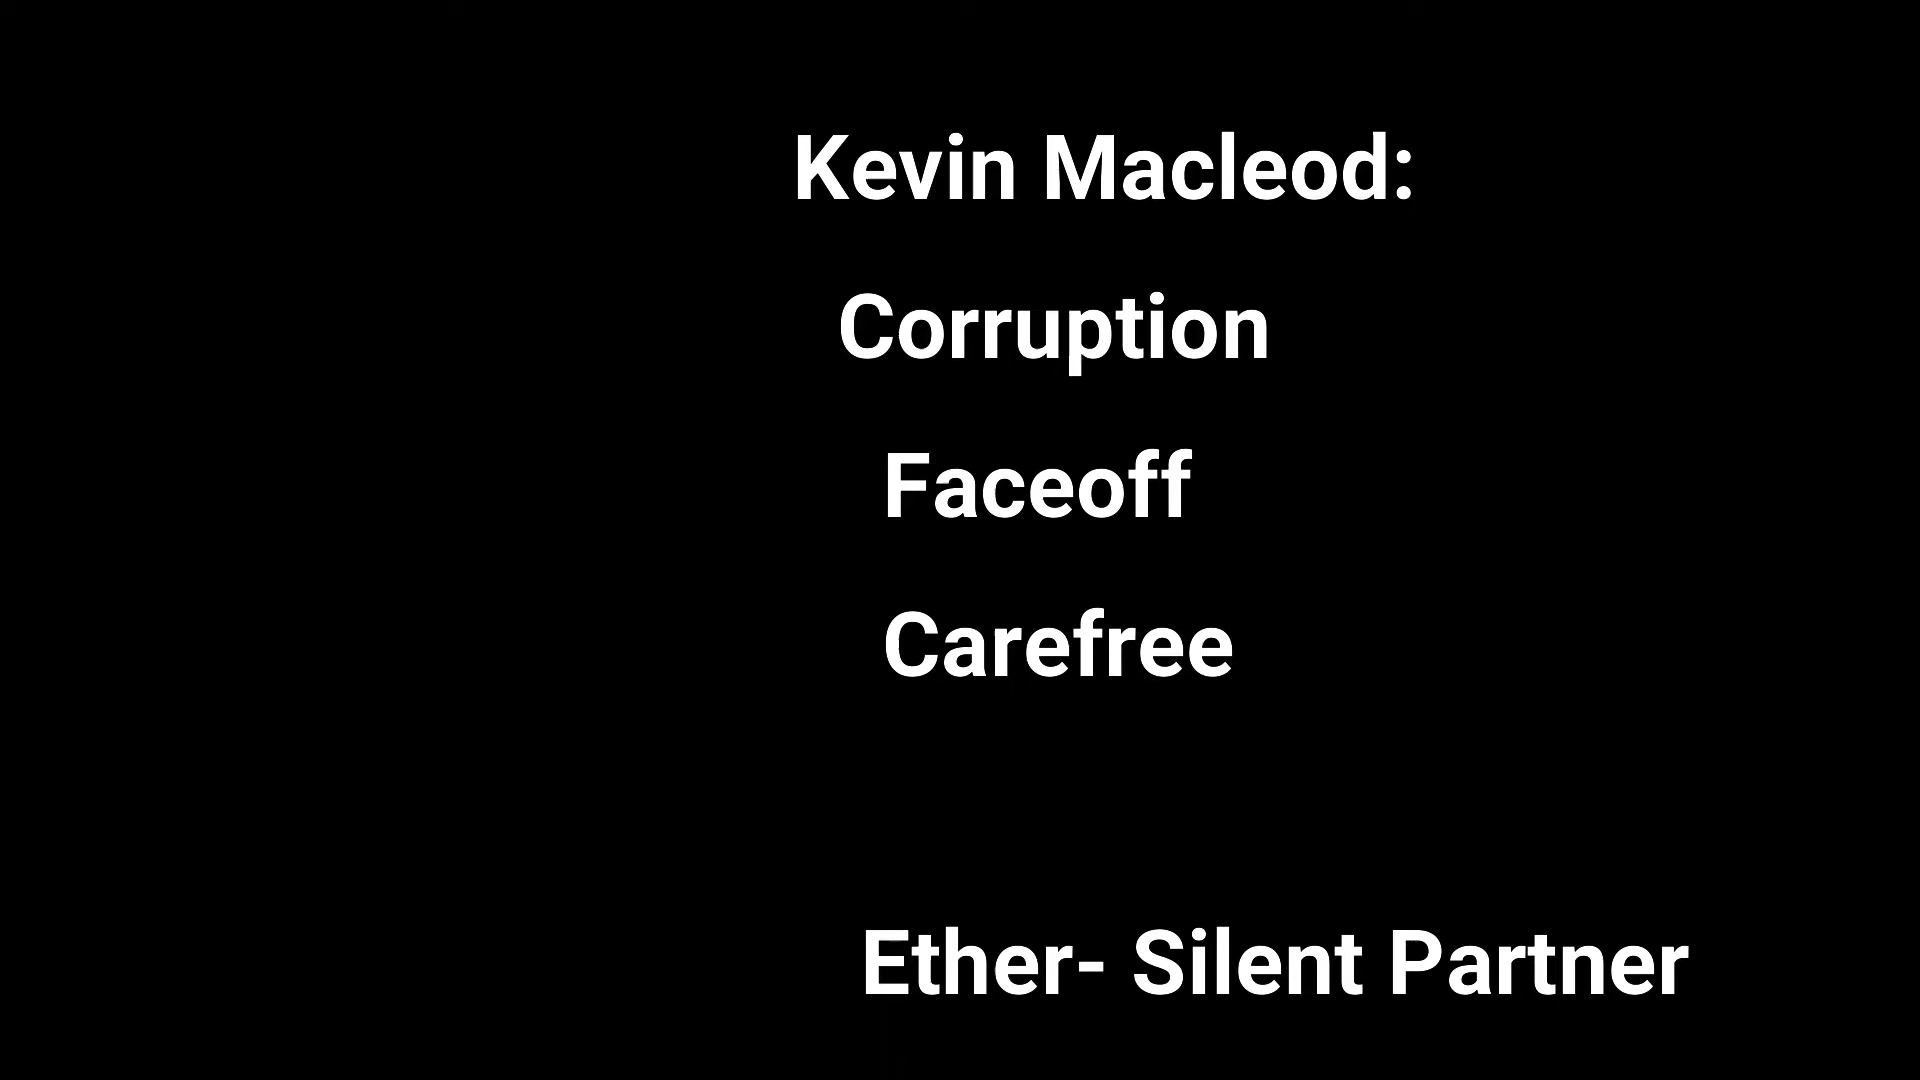 Kevin Macleod:
Corruption
Faceoff
Carefree
Ether- Silent Partner